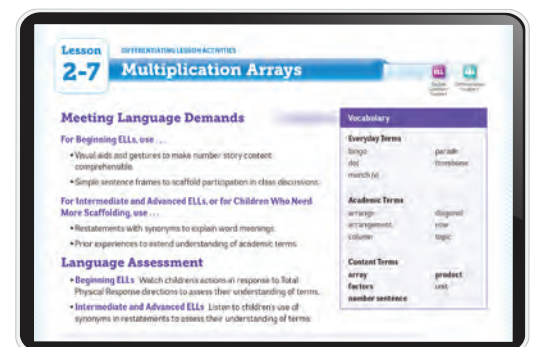 Lesson
DIFFERENTIATING LESSON ACTIVITIES
2-7
Multiplication Arrays
ELL
English
Learners
Support
Differentiation
Support
Meeting Language Demands
For Beginning ELLs, use . . .
• Visual aids and gestures to make number story content
comprehensible.
• Simple sentence frames to scaffold participation in class discussions.
For Intermediate and Advanced ELLs, or for Children Who Need
More Scaffolding, use . . .
• Restatements with synonyms to explain word meanings.
• Prior experiences to extend understanding of academic terms.
Language Assessment
• Beginning ELLs Watch children's actions in response to Total
Physical Response directions to assess their understanding of terms.
• Intermediate and Advanced ELLs Listen to children's use of
synonyms in restatements to assess their understanding of terms.
Vocabulary
Everyday Terms
bingo parade
dot trombone
march (v)
Academic Terms
arrange diagonal
arrangement row
column topic
Content Terms
array product
factors unit
number sentence